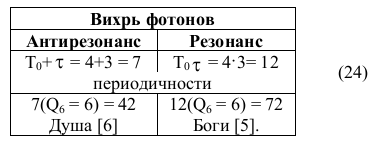 Вихрь фотонов
Антирезонанс Резонанс
T₀+ τ = 4+3 = 7 T₀ τ = 4·3= 12
периодичности
7(Q₆ = 6) = 42 12(Q₆ = 6) = 72
Душа [6] Боги [5].
(24)